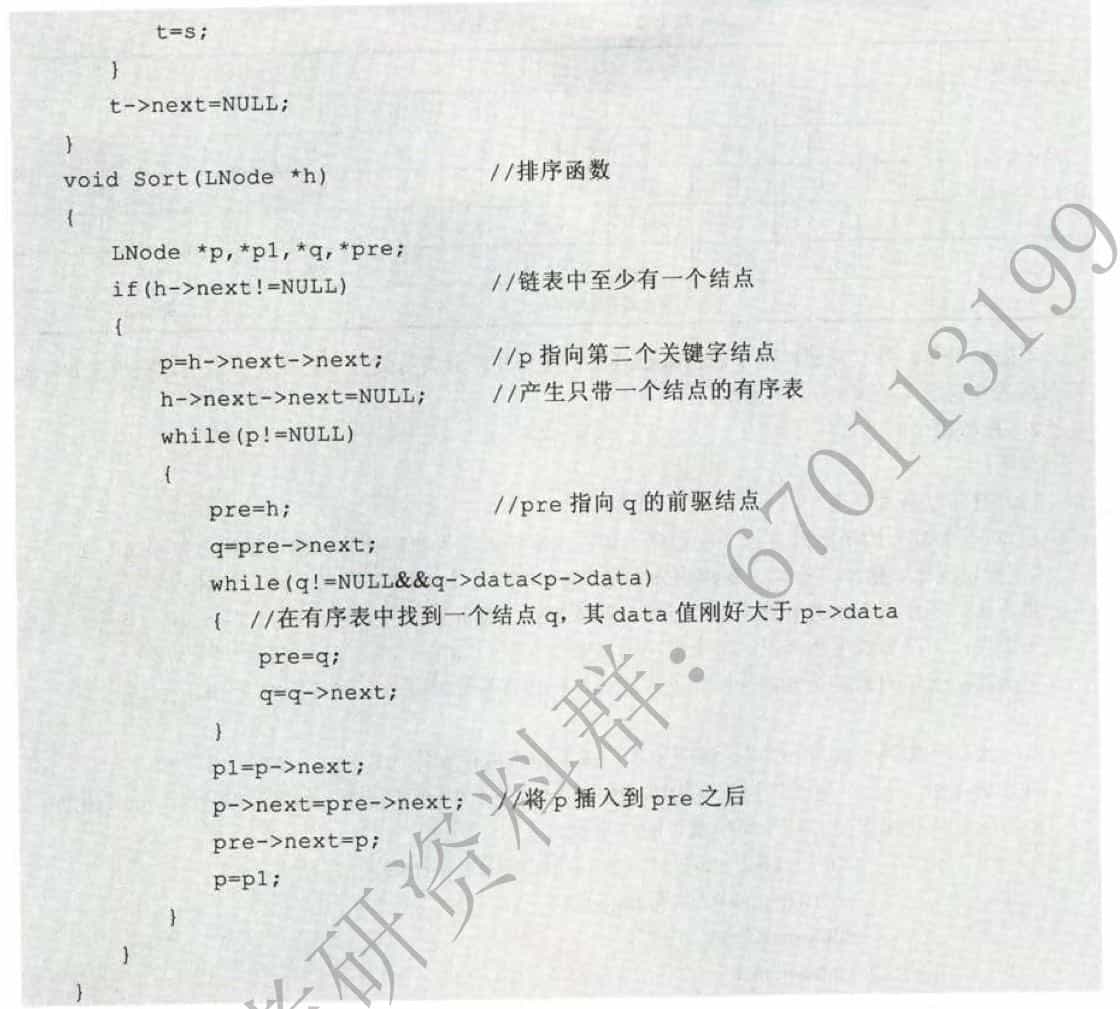 t=s;
}
t->next=NULL;
}
void Sort(LNode *h) //排序函数
{
LNode *p,*p1,*q,*pre;
if(h->next!=NULL) //链表中至少有一个结点
{
p=h->next->next; //p 指向第二个关键字结点
h->next->next=NULL; //产生只带一个结点的有序表
while(p!=NULL)
{
pre=h; //pre 指向 q 的前驱结点
q=pre->next;
while(q!=NULL&&q->data<p->data)
{ //在有序表中找到一个结点 q，其 data 值刚好大于 p->data
pre=q;
q=q->next;
}
p1=p->next;
p->next=pre->next; //将 p 插入到 pre 之后
pre->next=p;
p=p1;
}
}
}
研资料群：670113199